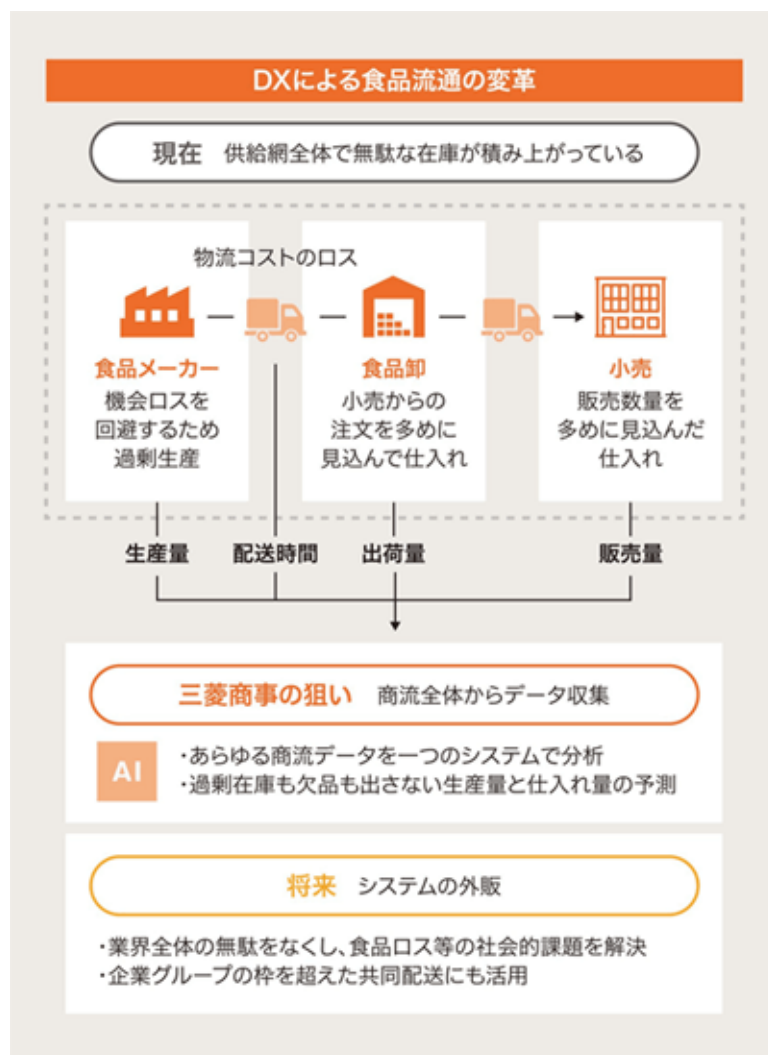 DXによる食品流通の変革
現在 供給網全体で無駄な在庫が積み上がっている
物流コストのロス
食品メーカー
機会ロスを
回避するため
過剰生産
食品卸
小売からの
注文を多めに
見込んで仕入れ
小売
販売数量を
多めに見込んだ
仕入れ
生産量 配送時間 出荷量 販売量
三菱商事の狙い 商流全体からデータ収集
AI
・あらゆる商流データを一つのシステムで分析
・過剰在庫も欠品も出さない生産量と仕入れ量の予測
将来 システムの外販
・業界全体の無駄をなくし、食品ロス等の社会的課題を解決
・企業グループの枠を超えた共同配送にも活用